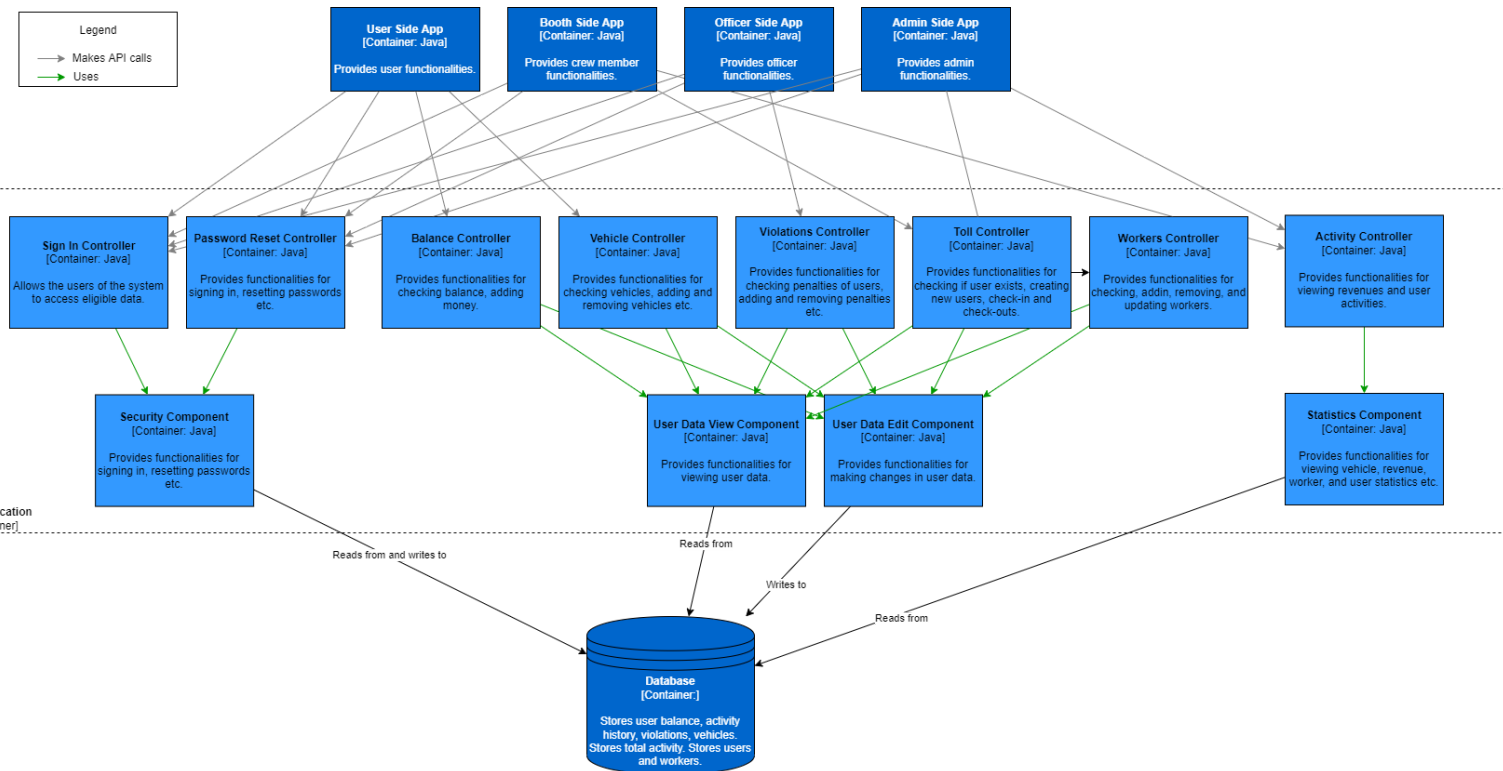 Legend
Makes API calls
Uses
User Side App
[Container: Java]
Provides user functionalities.
Booth Side App
[Container: Java]
Provides crew member
functionalities.
Officer Side App
[Container: Java]
Provides officer
functionalities.
Admin Side App
[Container: Java]
Provides admin
functionalities.
Sign In Controller
[Container: Java]
Allows the users of the system
to access eligible data.
Password Reset Controller
[Container: Java]
Provides functionalities for
signing in, resetting passwords
etc.
Balance Controller
[Container: Java]
Provides functionalities for
checking balance, adding
money.
Vehicle Controller
[Container: Java]
Provides functionalities for
checking vehicles, adding and
removing vehicles etc.
Violations Controller
[Container: Java]
Provides functionalities for
checking penalties of users,
adding and removing penalties
etc.
Toll Controller
[Container: Java]
Provides functionalities for
checking if user exists, creating
new users, check-in and
check-outs.
Workers Controller
[Container: Java]
Provides functionalities for
checking, addin, removing, and
updating workers.
Activity Controller
[Container: Java]
Provides functionalities for
viewing revenues and user
activities.
Security Component
[Container: Java]
Provides functionalities for
signing in, resetting passwords
etc.
User Data View Component
[Container: Java]
Provides functionalities for
viewing user data.
User Data Edit Component
[Container: Java]
Provides functionalities for
making changes in user data.
Statistics Component
[Container: Java]
Provides functionalities for
viewing vehicle, revenue,
worker, and user statistics etc.
cation
ner]
Reads from and writes to
Reads from
Writes to
Reads from
Database
[Container:]
Stores user balance, activity
history, violations, vehicles.
Stores total activity. Stores users
and workers.